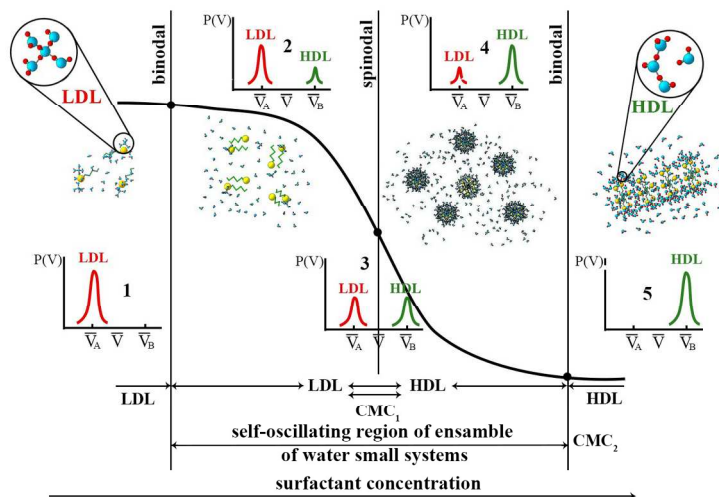 binodal
P(V)
2
LDL
HDL
V̅A V̅ V̅B
spinodal
P(V)
4
LDL
HDL
V̅A V̅ V̅B
binodal
LDL
HDL
P(V)
LDL
1
V̅A V̅ V̅B
P(V)
3
LDL
HDL
V̅A V̅ V̅B
P(V)
HDL
5
V̅A V̅ V̅B
LDL
LDL
HDL
HDL
CMC1
self-oscillating region of ensamble
of water small systems
CMC2
surfactant concentration